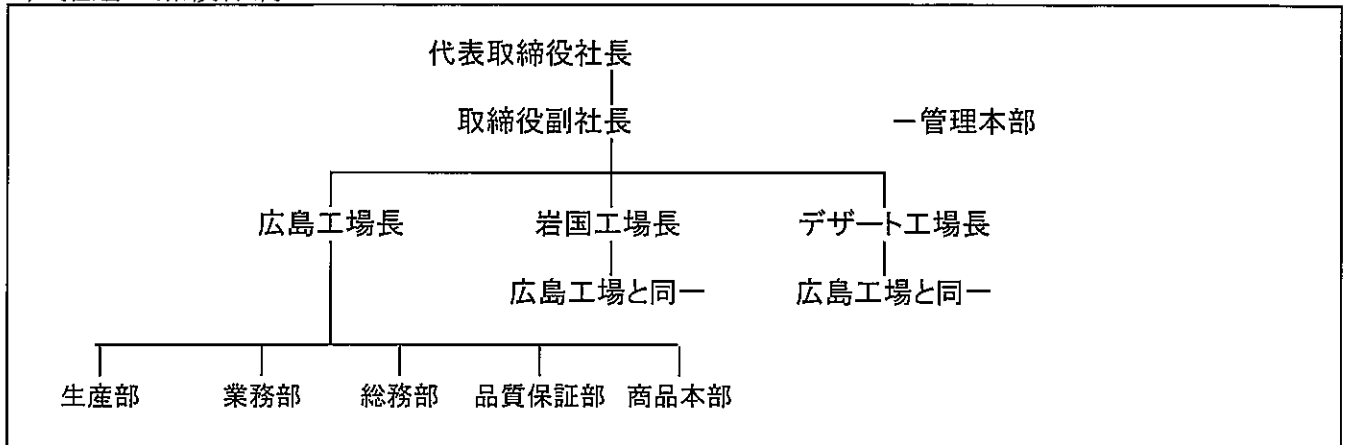 代表取締役社長
取締役副社長 ー管理本部
広島工場長 岩国工場長 デザート工場長
広島工場と同一 広島工場と同一
生産部 業務部 総務部 品質保証部 商品本部